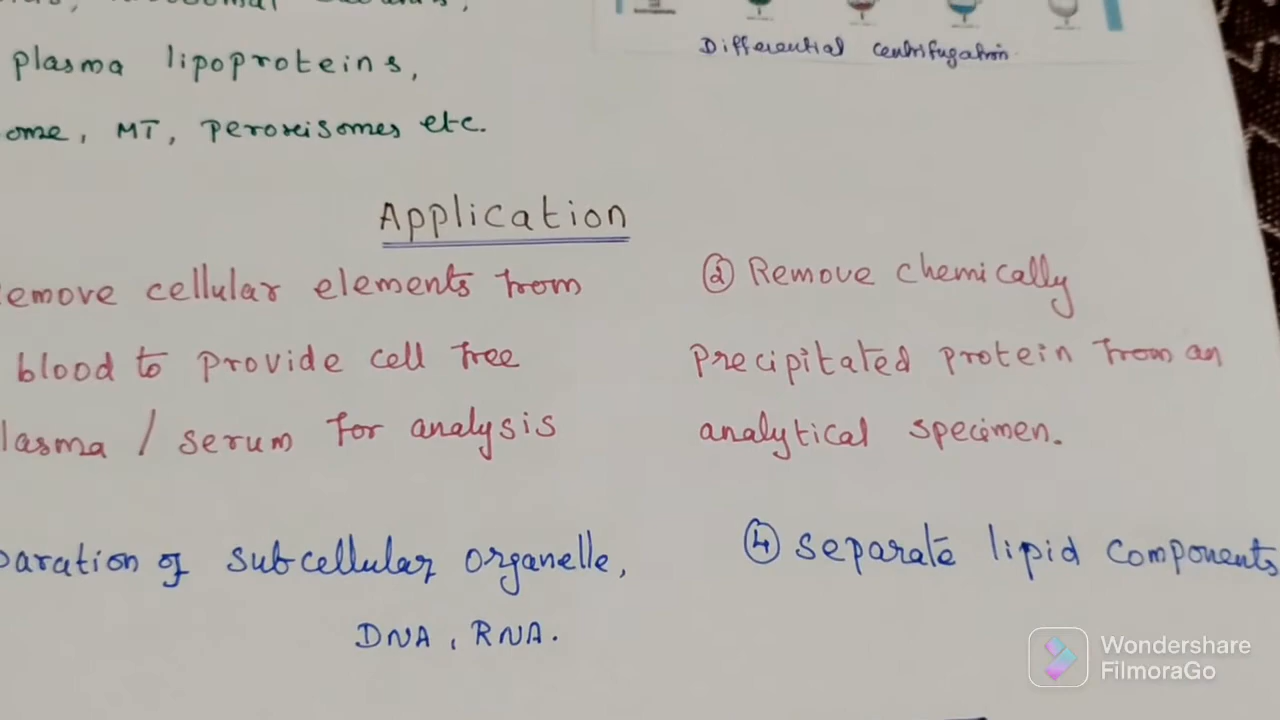 Differential centrifugation
plasma lipoproteins,
ome, MT, peroxisomes etc.
Application
emove cellular elements from
blood to provide cell free
lasma / serum for analysis
② Remove chemically
precipitated protein from an
analytical specimen.
paration of subcellular organelle,
DNA, RNA.
④ separate lipid components
Wondershare
FilmoraGo